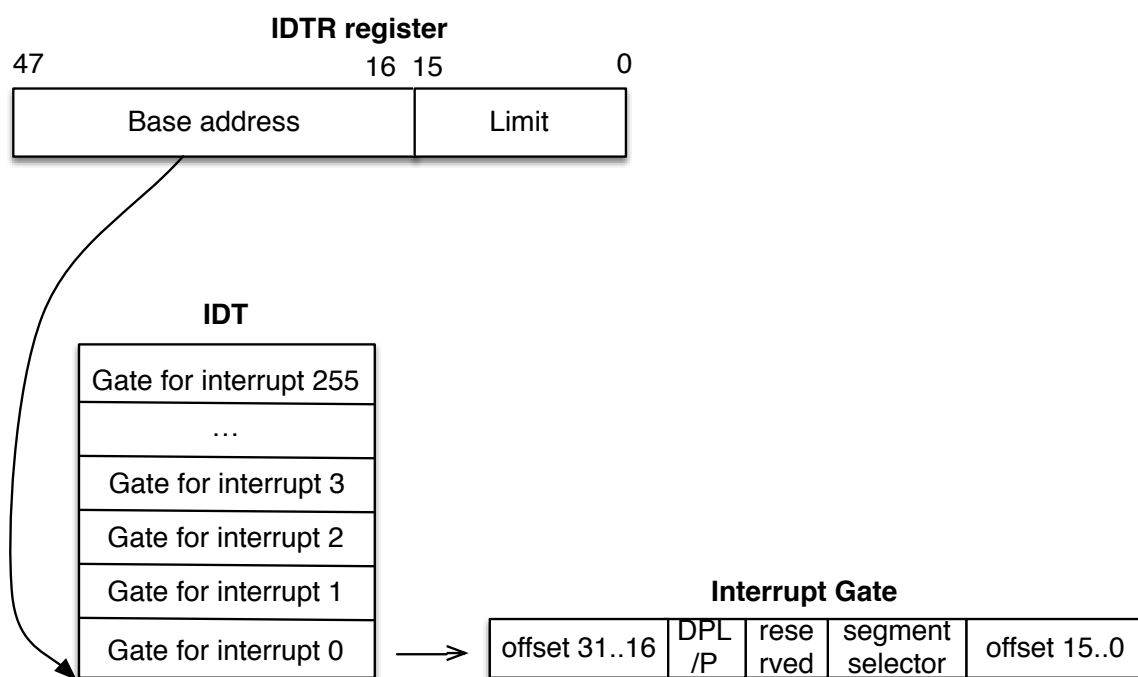 IDTR register
47 16 15 0
Base address Limit
IDT
Gate for interrupt 255
...
Gate for interrupt 3
Gate for interrupt 2
Gate for interrupt 1
Gate for interrupt 0
Interrupt Gate
offset 31..16
DPL
/P
rese
rved
segment
selector
offset 15..0